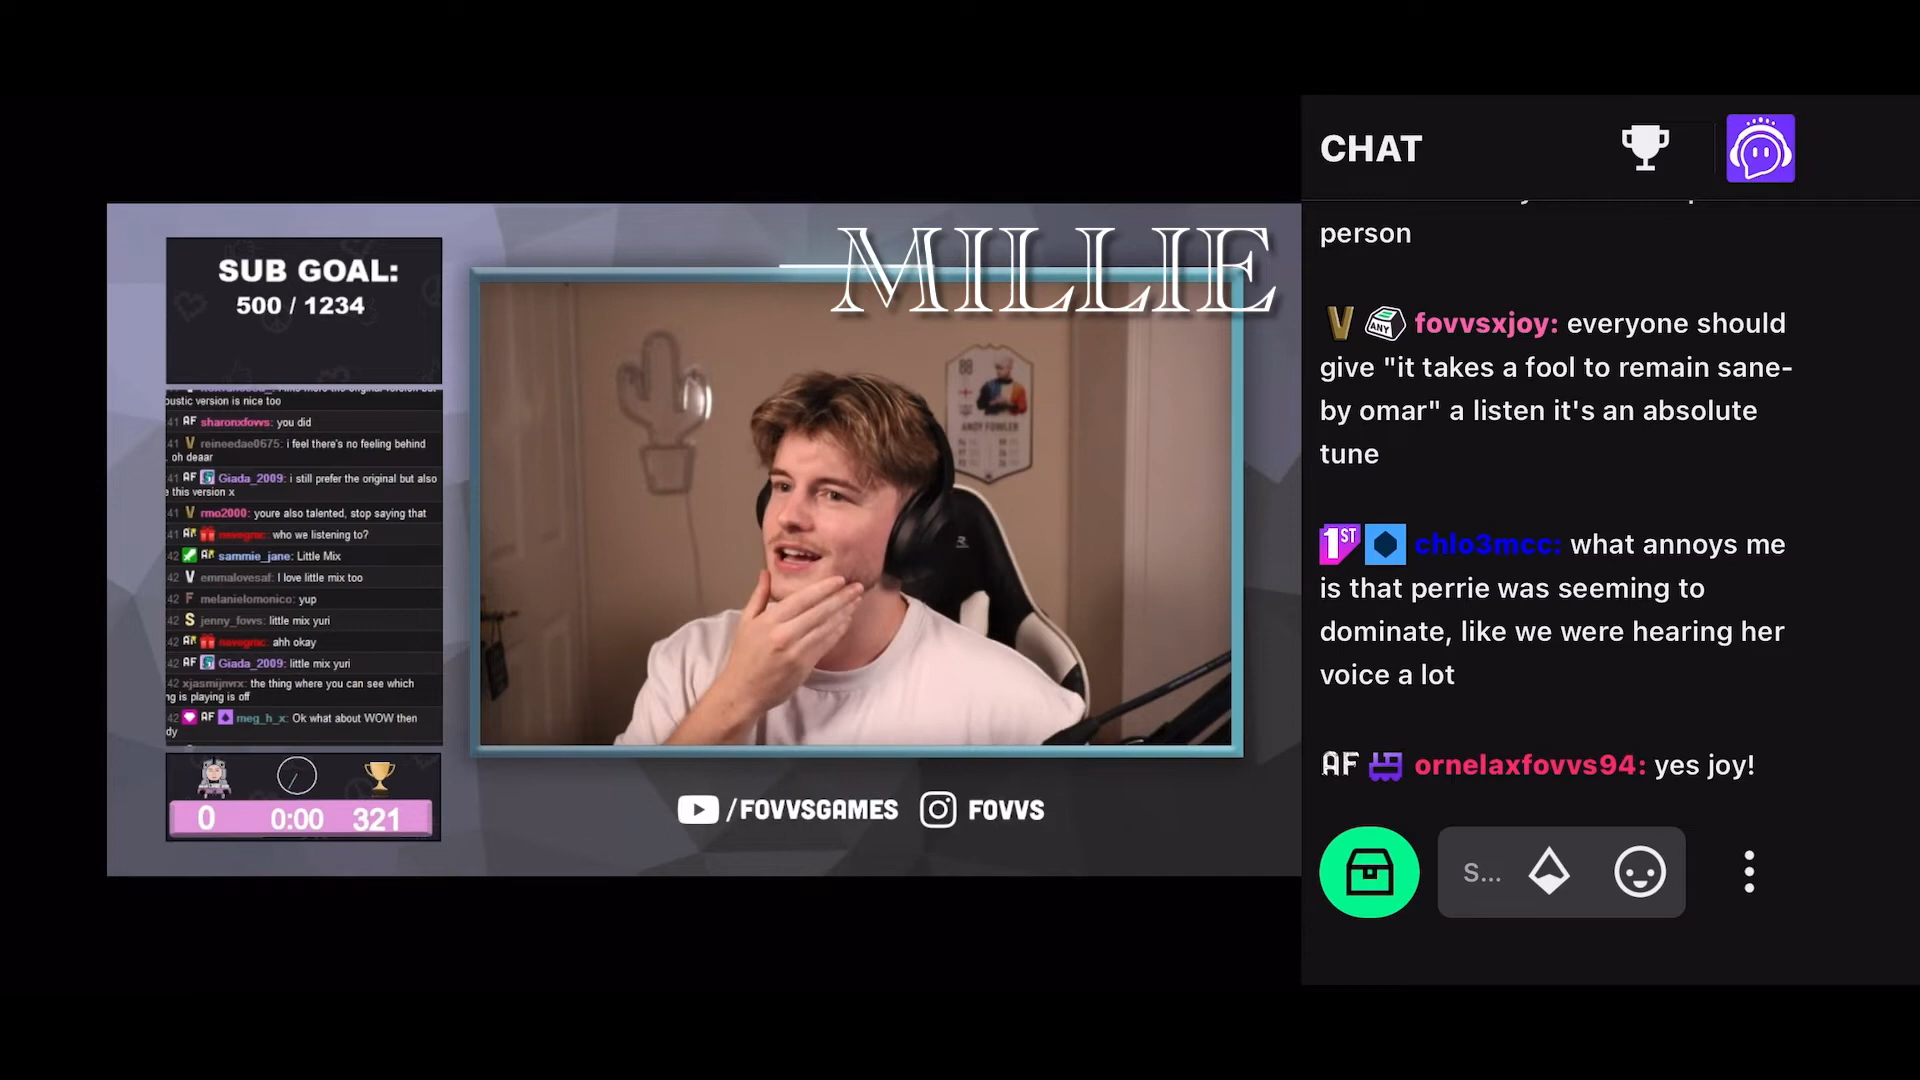 MILLIE
SUB GOAL:
500 / 1234
oustic version is nice too
41 AF sharonxfovvs: you did
41 V reineedae0675: i feel there's no feeling behind
oh deaar
41 AF Giada_2009: i still prefer the original but also
this version x
41 V rmo2000: youre also talented, stop saying that
41 AF who we listening to?
42 AF sammie_jane: Little Mix
42 V emmalovesaf: I love little mix too
42 F melanielomonico: yup
42 S jenny_fovvs: little mix yuri
42 AF ahh okay
42 AF Giada_2009: little mix yuri
42 xjasmijnvrx: the thing where you can see which
ng is playing is off
42 AF meg_h_x: Ok what about WOW then
dy
0 0:00 321
88
ANDY FOWLER
/FOVVSGAMES FOVVS
CHAT
person
V ANY fovvsxjoy: everyone should
give "it takes a fool to remain sane-
by omar" a listen it's an absolute
tune
1ST chlo3mcc: what annoys me
is that perrie was seeming to
dominate, like we were hearing her
voice a lot
AF ornelaxfovvs94: yes joy!
S...